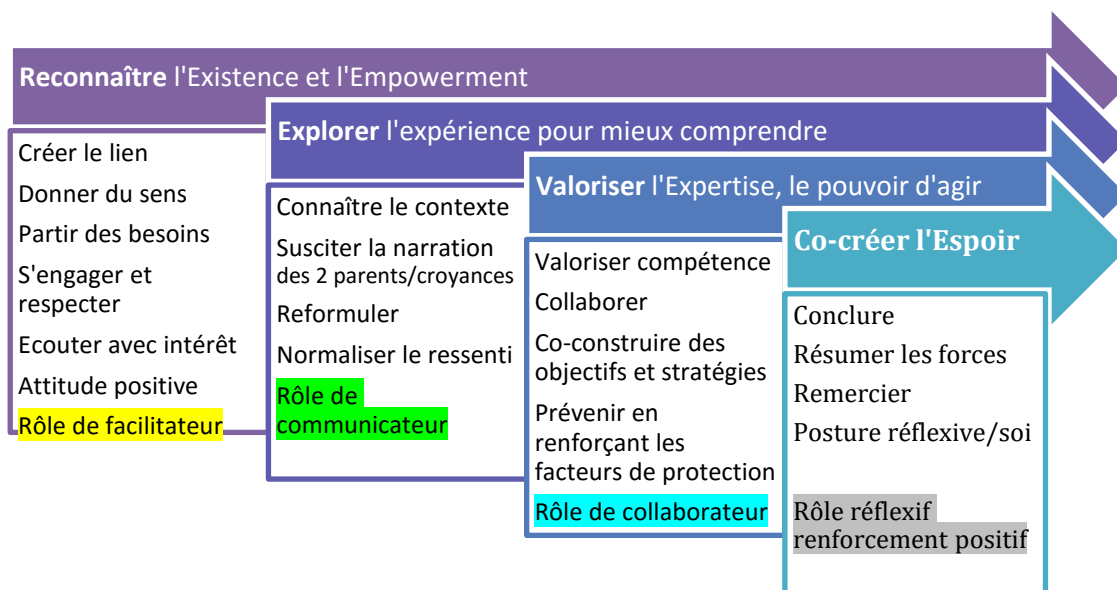 Reconnaître l'Existence et l'Empowerment
Créer le lien
Donner du sens
Partir des besoins
S'engager et
respecter
Ecouter avec intérêt
Attitude positive
Rôle de facilitateur
Explorer l'expérience pour mieux comprendre
Connaître le contexte
Susciter la narration
des 2 parents/croyances
Reformuler
Normaliser le ressenti
Rôle de
communicateur
Valoriser l'Expertise, le pouvoir d'agir
Valoriser compétence
Collaborer
Co-construire des
objectifs et stratégies
Prévenir en
renforçant les
facteurs de protection
Rôle de collaborateur
Co-créer l'Espoir
Conclure
Résumer les forces
Remercier
Posture réflexive/soi
Rôle réflexif
renforcement positif